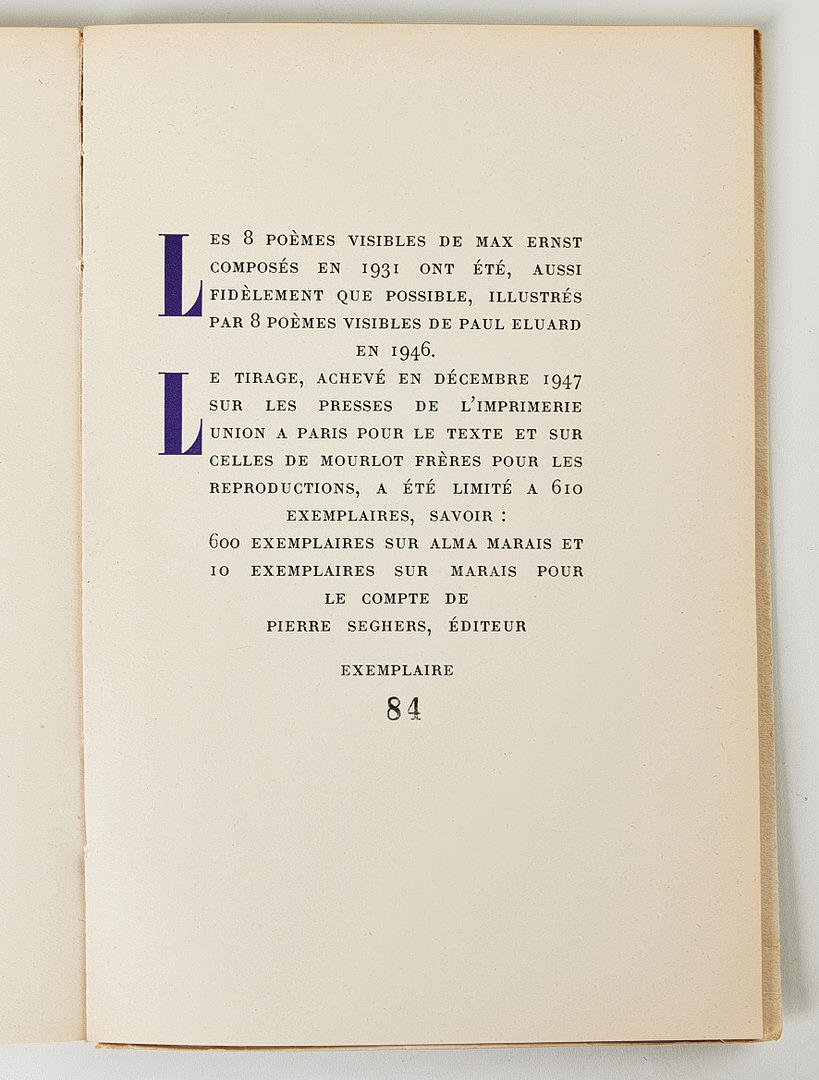 LES 8 POÈMES VISIBLES DE MAX ERNST
COMPOSÉS EN 1931 ONT ÉTÉ, AUSSI
FIDÈLEMENT QUE POSSIBLE, ILLUSTRÉS
PAR 8 POÈMES VISIBLES DE PAUL ELUARD
EN 1946.
LE TIRAGE, ACHEVÉ EN DÉCEMBRE 1947
SUR LES PRESSES DE L'IMPRIMERIE
UNION A PARIS POUR LE TEXTE ET SUR
CELLES DE MOURLOT FRÈRES POUR LES
REPRODUCTIONS, A ÉTÉ LIMITÉ A 610
EXEMPLAIRES, SAVOIR :
600 EXEMPLAIRES SUR ALMA MARAIS ET
10 EXEMPLAIRES SUR MARAIS POUR
LE COMPTE DE
PIERRE SEGHERS, ÉDITEUR
EXEMPLAIRE
84